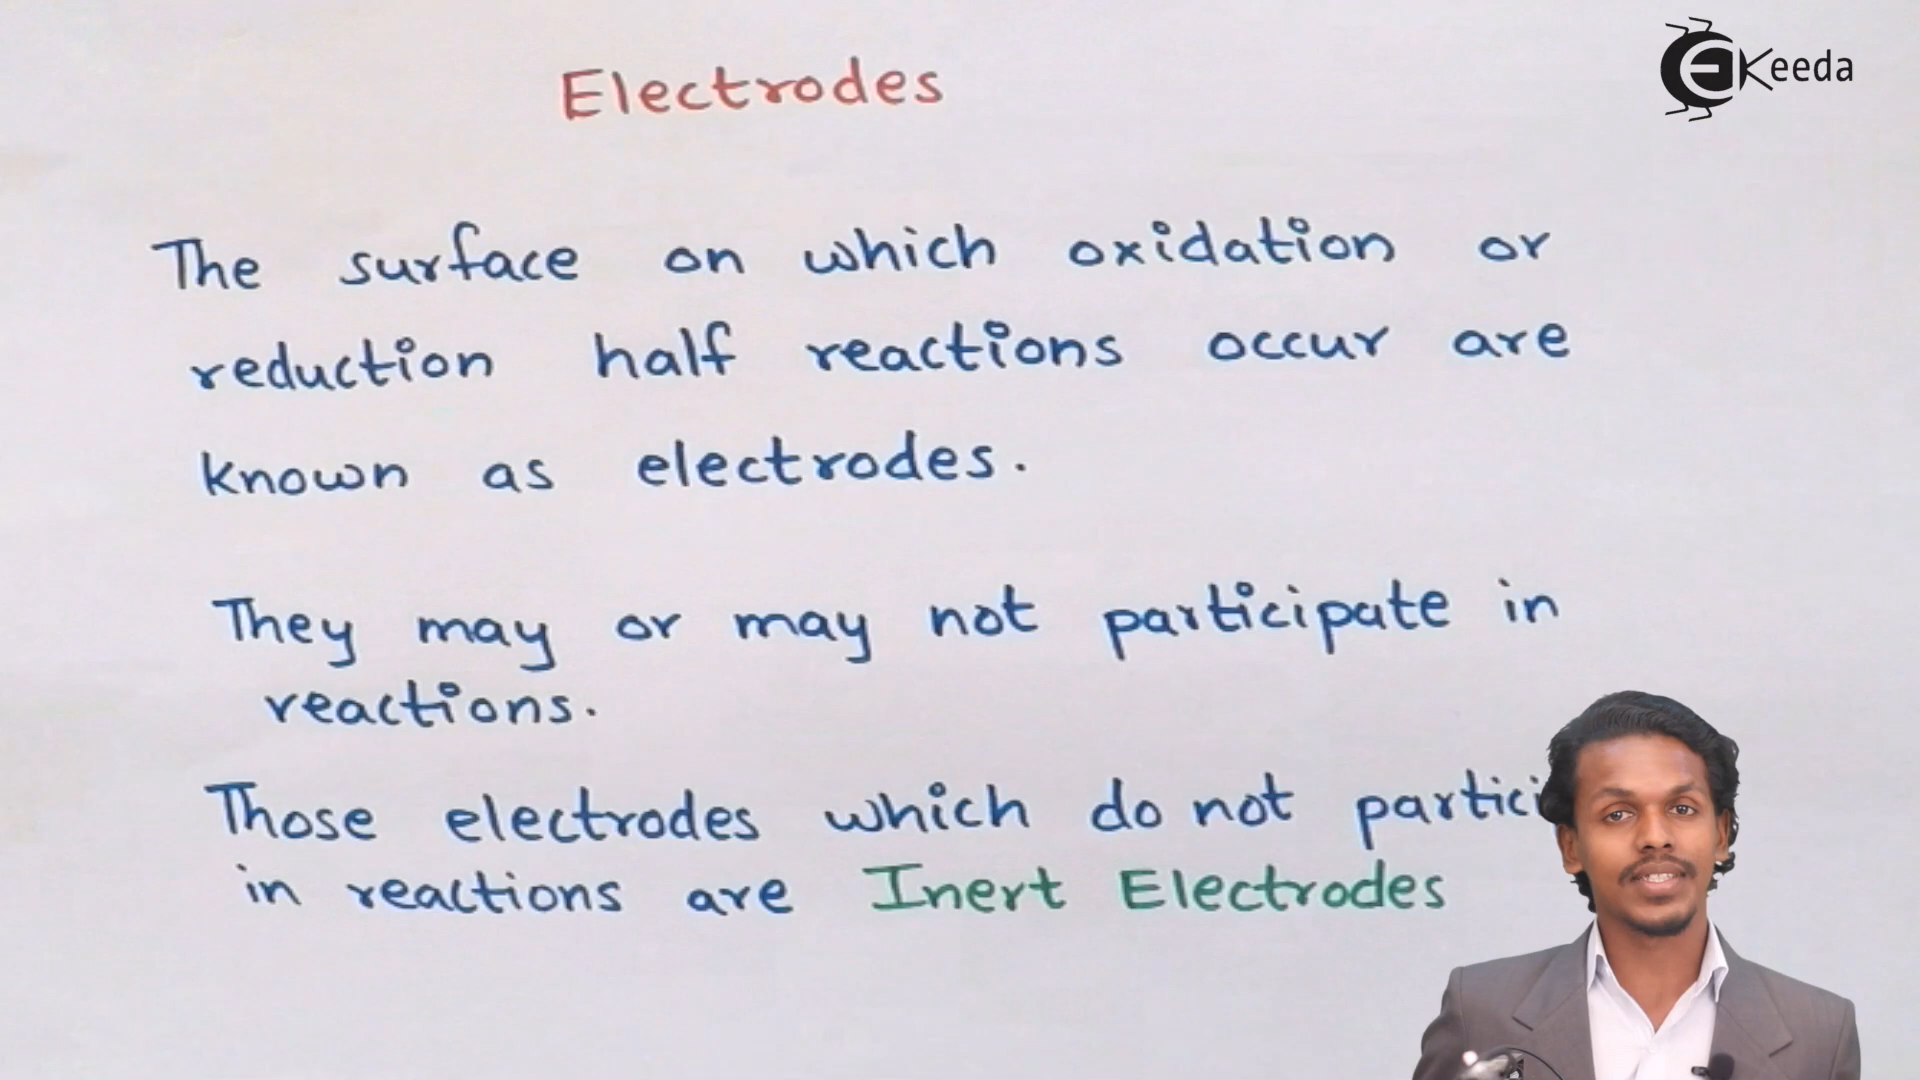 Electrodes
EKeeda
The surface on which oxidation or
reduction half reactions occur are
known as electrodes.
They may or may not participate in
reactions.
Those electrodes which do not partici
in reactions are Inert Electrodes